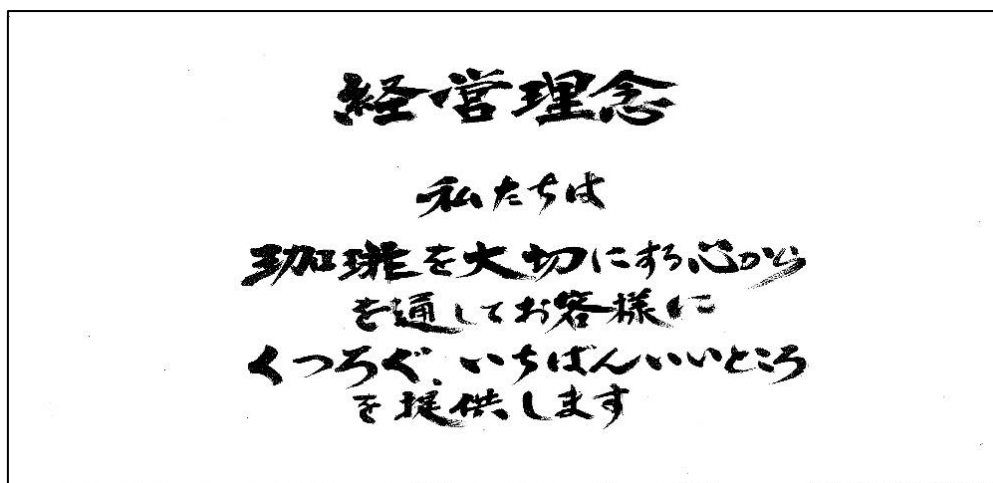 経営理念
私たちは
珈琲を大切にする心から
を通してお客様に
くつろぐ、いちばんいいところ
を提供します